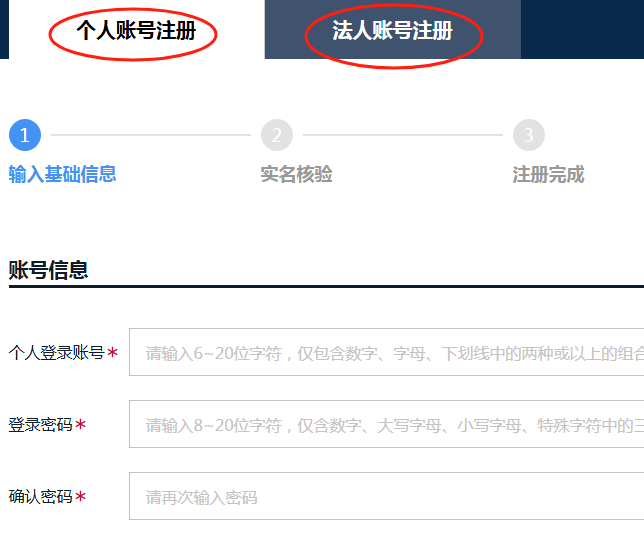 个人账号注册 法人账号注册
1 2 3
输入基础信息 实名核验 注册完成
账号信息
个人登录账号* 请输入6~20位字符，仅包含数字、字母、下划线中的两种或以上的组合
登录密码* 请输入8~20位字符，仅含数字、大写字母、小写字母、特殊字符中的三
确认密码* 请再次输入密码